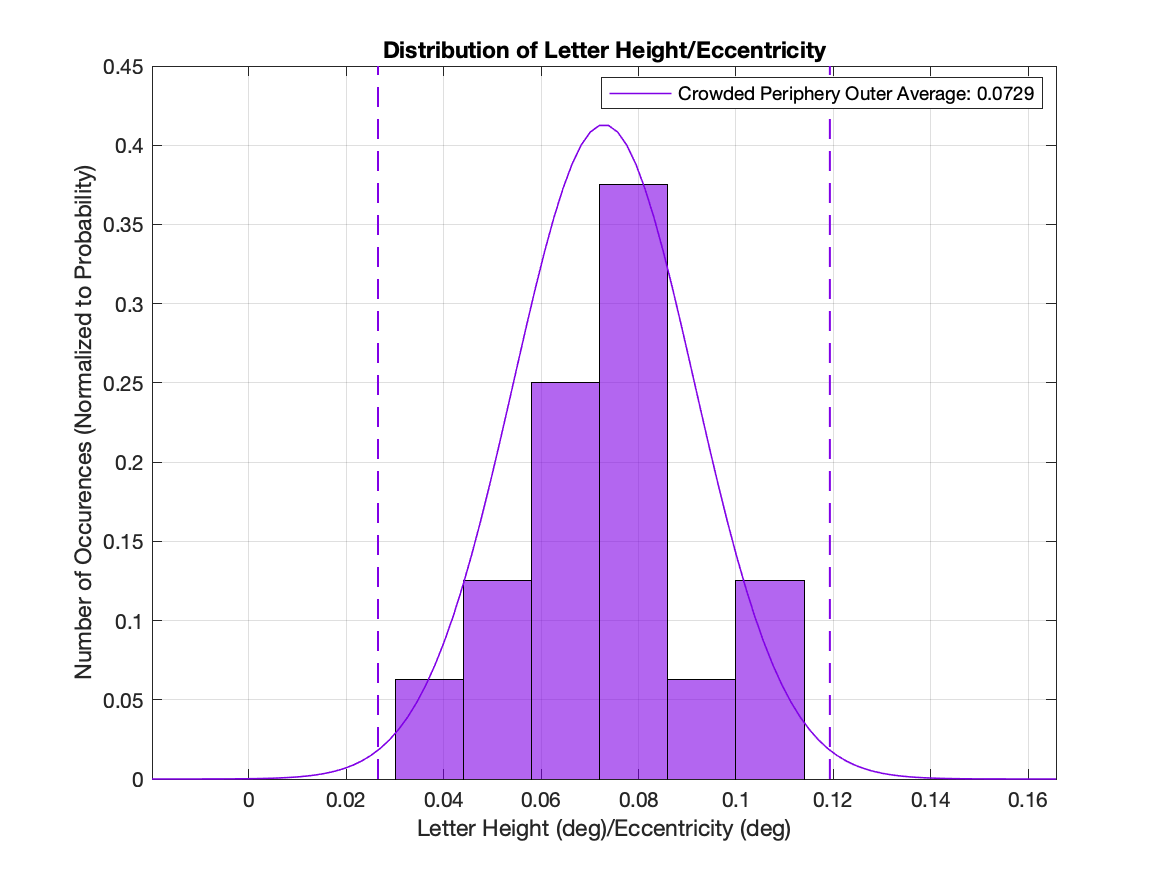 Distribution of Letter Height/Eccentricity
Crowded Periphery Outer Average: 0.0729
Number of Occurences (Normalized to Probability)
0.45
0.4
0.35
0.3
0.25
0.2
0.15
0.1
0.05
0
0 0.02 0.04 0.06 0.08 0.1 0.12 0.14 0.16
Letter Height (deg)/Eccentricity (deg)